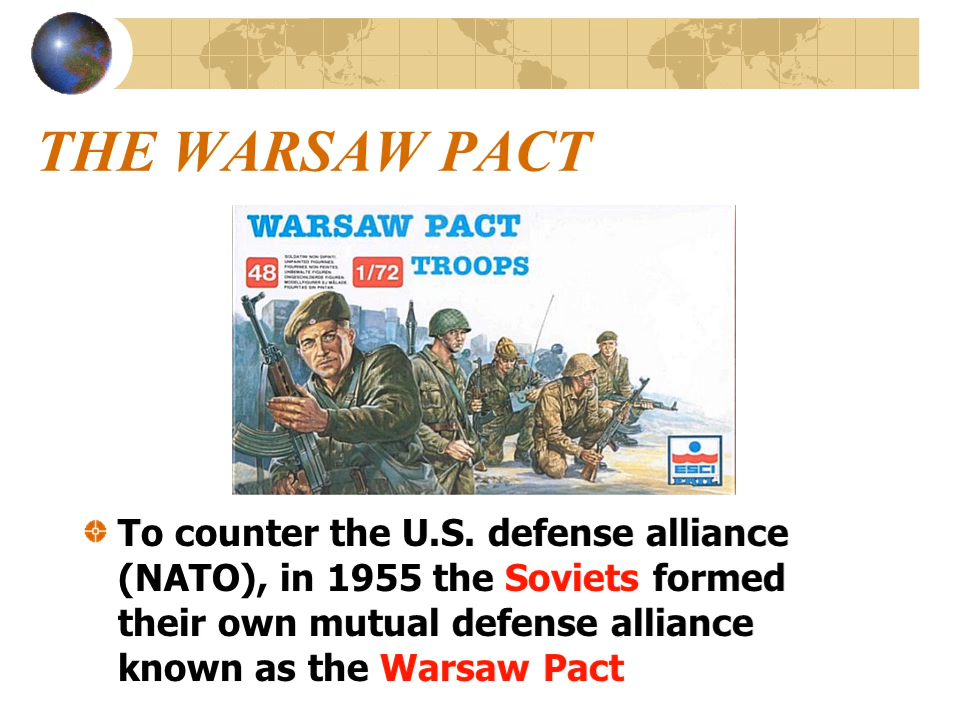 THE WARSAW PACT
WARSAW PACT
48
SOLDATINI NON DIPINTI
UNPAINTED FIGURINES
FIGURINES NON PEINTES
UNBEMALTE FIGUREN
ONGESCHILDERDE FIGUREN
MODELLFIGURER EJ MÅLADE
FIGURITAS SIN PINTAR
1/72
TROOPS
ESCI
ERTL
To counter the U.S. defense alliance
(NATO), in 1955 the Soviets formed
their own mutual defense alliance
known as the Warsaw Pact